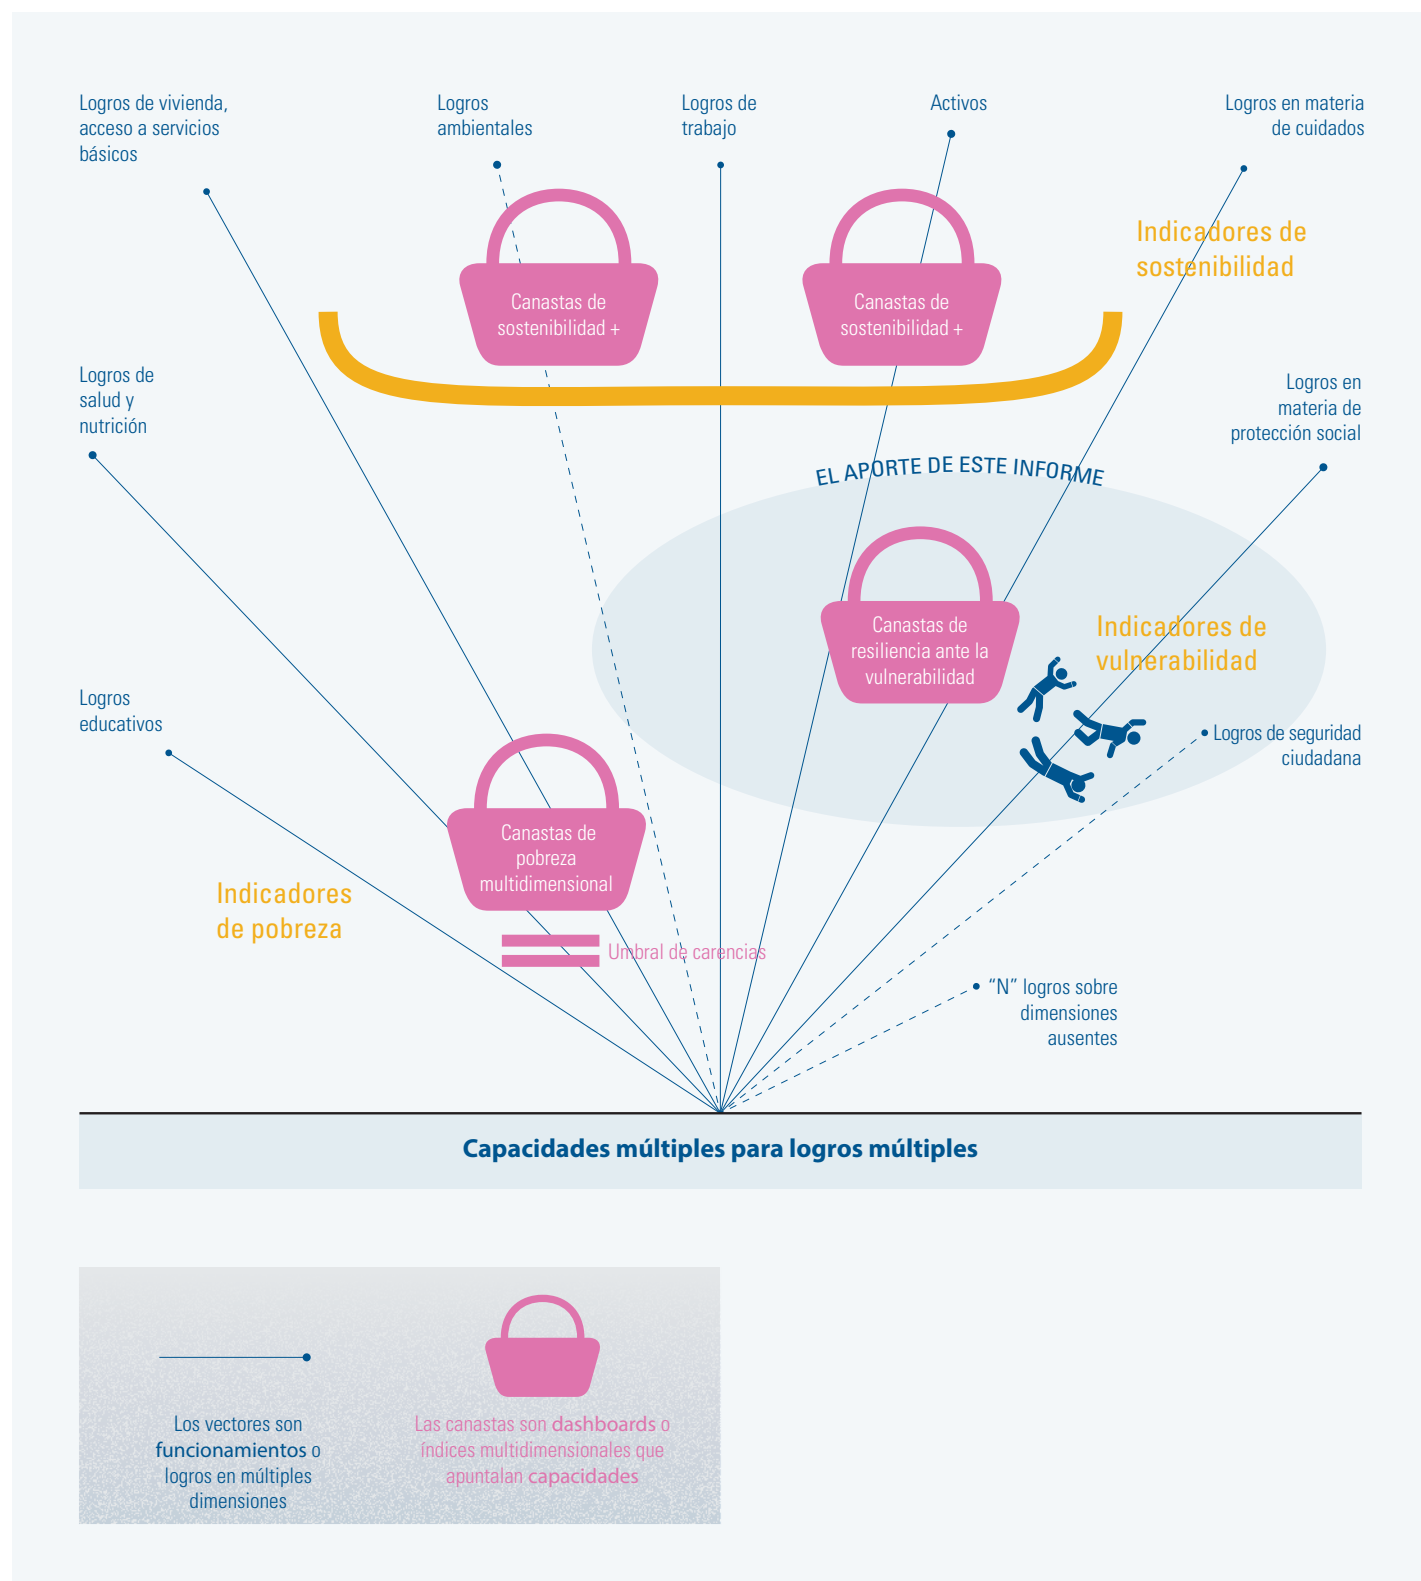 Logros de vivienda,
acceso a servicios
básicos
Logros
ambientales
Logros de
trabajo
Activos
Logros en materia
de cuidados
Indicadores de
sostenibilidad
Canastas de
sostenibilidad +
Canastas de
sostenibilidad +
Logros de
salud y
nutrición
Logros en
materia de
protección social
EL APORTE DE ESTE INFORME
Canastas de
resiliencia ante la
vulnerabilidad
Indicadores de
vulnerabilidad
Logros
educativos
Logros de seguridad
ciudadana
Canastas de
pobreza
multidimensional
Indicadores
de pobreza
Umbral de carencias
“N” logros sobre
dimensiones
ausentes
Capacidades múltiples para logros múltiples
Los vectores son
funcionamientos o
logros en múltiples
dimensiones
Las canastas son dashboards o
índices multidimensionales que
apuntalan capacidades